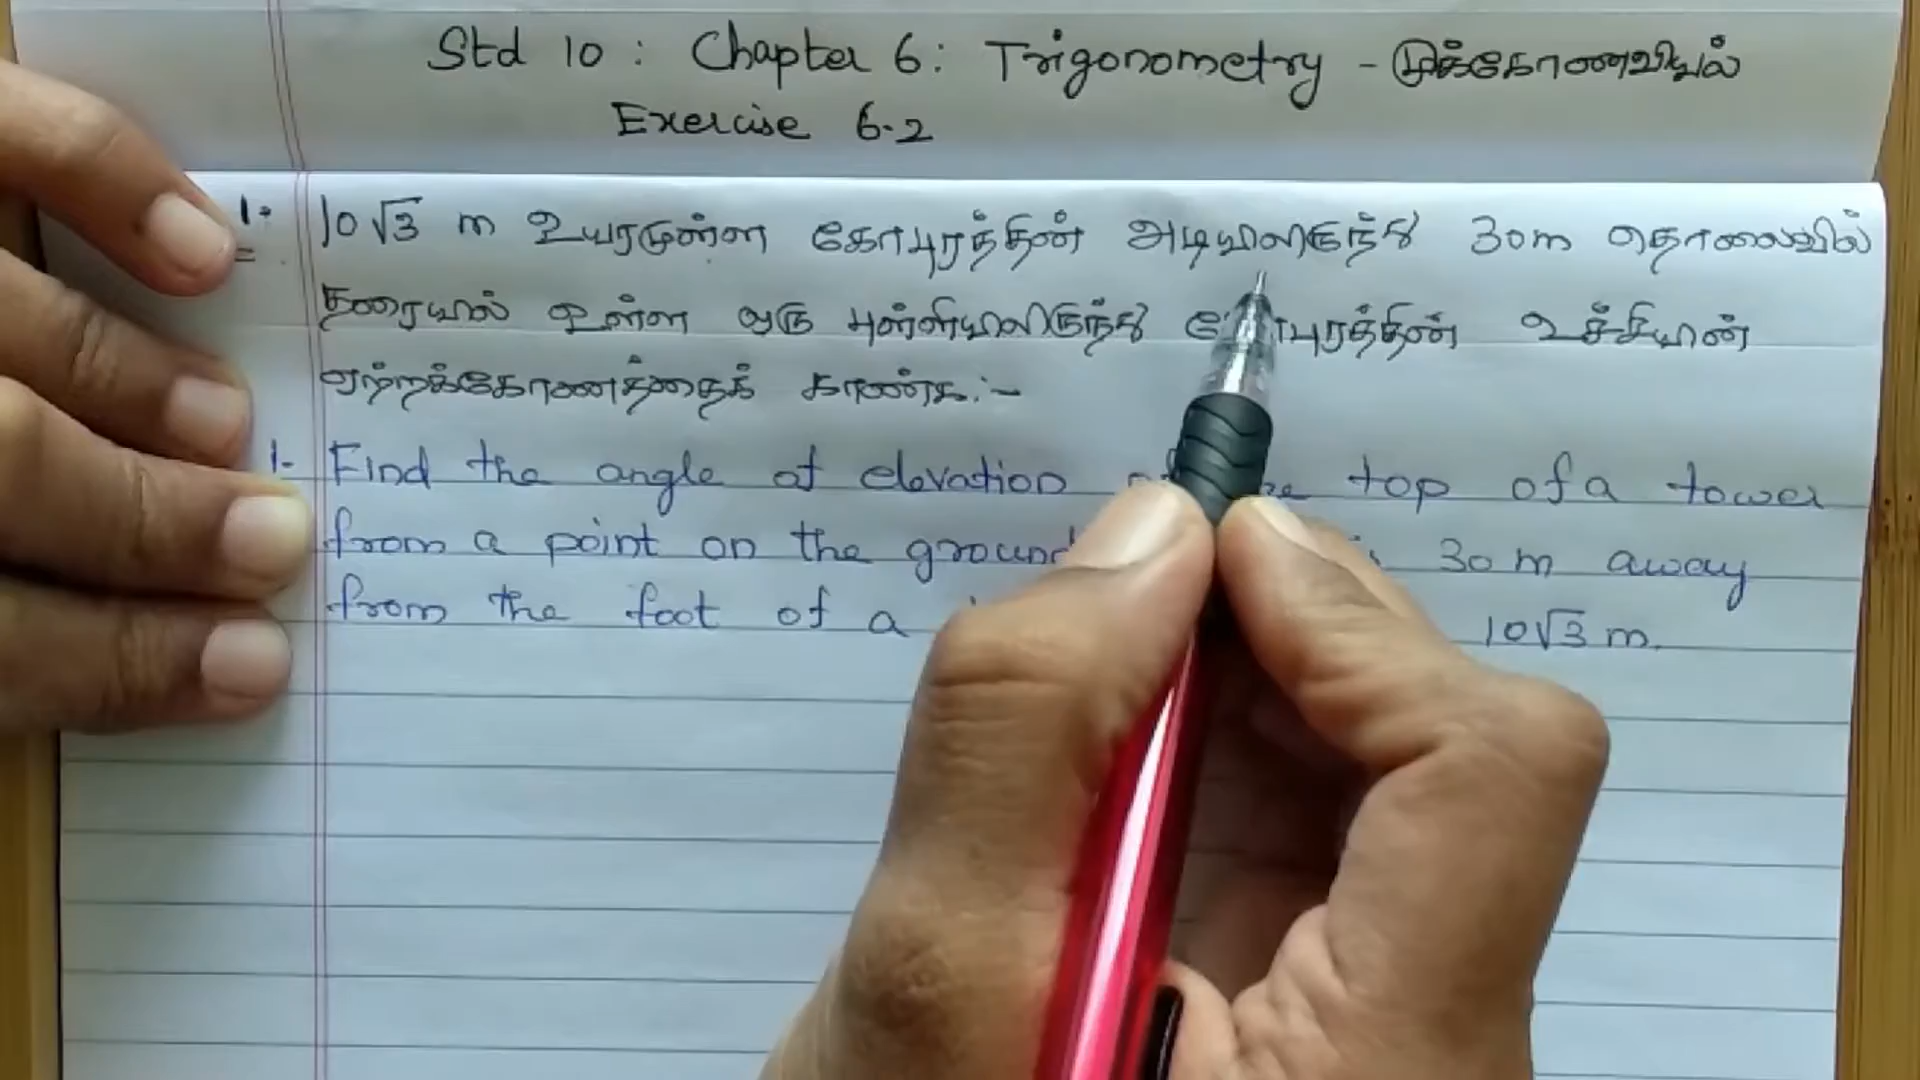 Std 10 : Chapter 6: Trigonometry - முக்கோணவியல்
Exercise 6.2
1. 10√3 m உயரமுள்ள கோபுரத்தின் அடியிலிருந்து 30m தொலைவில்
தரையில் உள்ள ஒரு புள்ளியிலிருந்து உச்சியின்
ஏற்றக்கோணத்தைக் காண்க:-
1- Find the angle of elevation top of a tower
from a point on the ground 30 m away
from the foot of a 10√3 m.